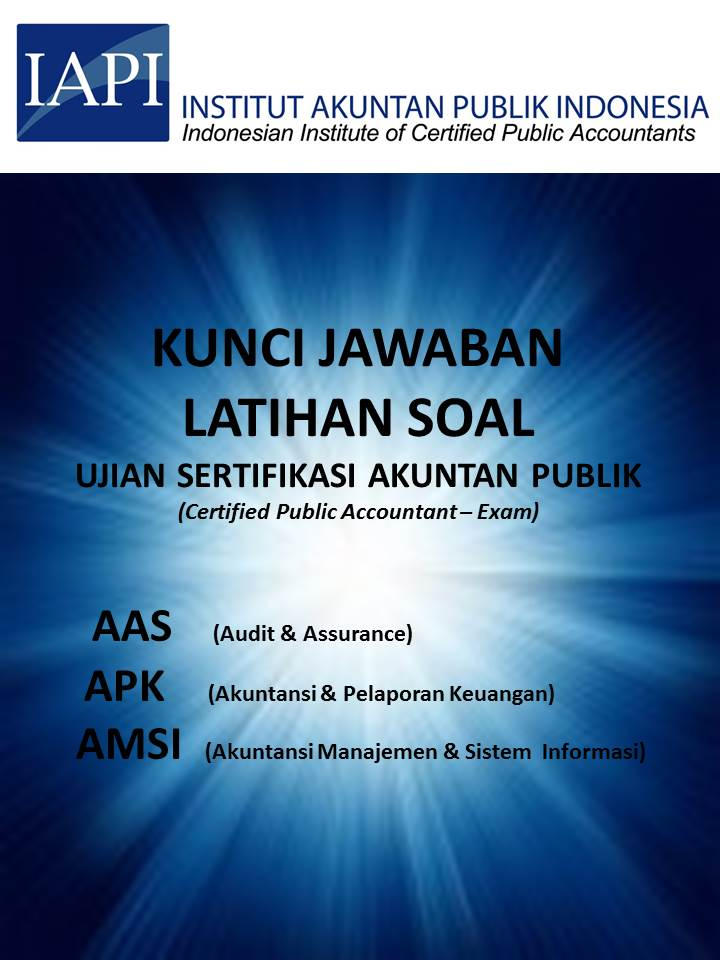 IAPI
INSTITUT AKUNTAN PUBLIK INDONESIA
Indonesian Institute of Certified Public Accountants
KUNCI JAWABAN
LATIHAN SOAL
UJIAN SERTIFIKASI AKUNTAN PUBLIK
(Certified Public Accountant – Exam)
AAS (Audit & Assurance)
APK (Akuntansi & Pelaporan Keuangan)
AMSI (Akuntansi Manajemen & Sistem Informasi)